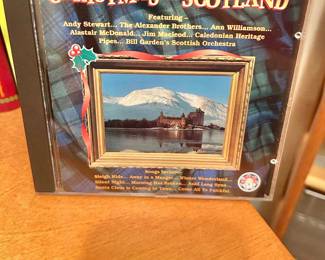 CHRISTMAS SCOTLAND
Featuring
Andy Stewart... The Alexander Brothers... Ann Williamson...
Alastair McDonald... Jim Macleod... Caledonian Heritage
Pipes... Bill Garden's Scottish Orchestra
Songs Include
Sleigh Ride... Away in a Manger... Winter Wonderland...
Silent Night... Morning Has Broken... Auld Lang Syne...
Santa Claus is Coming to Town... Come All Ye Faithful